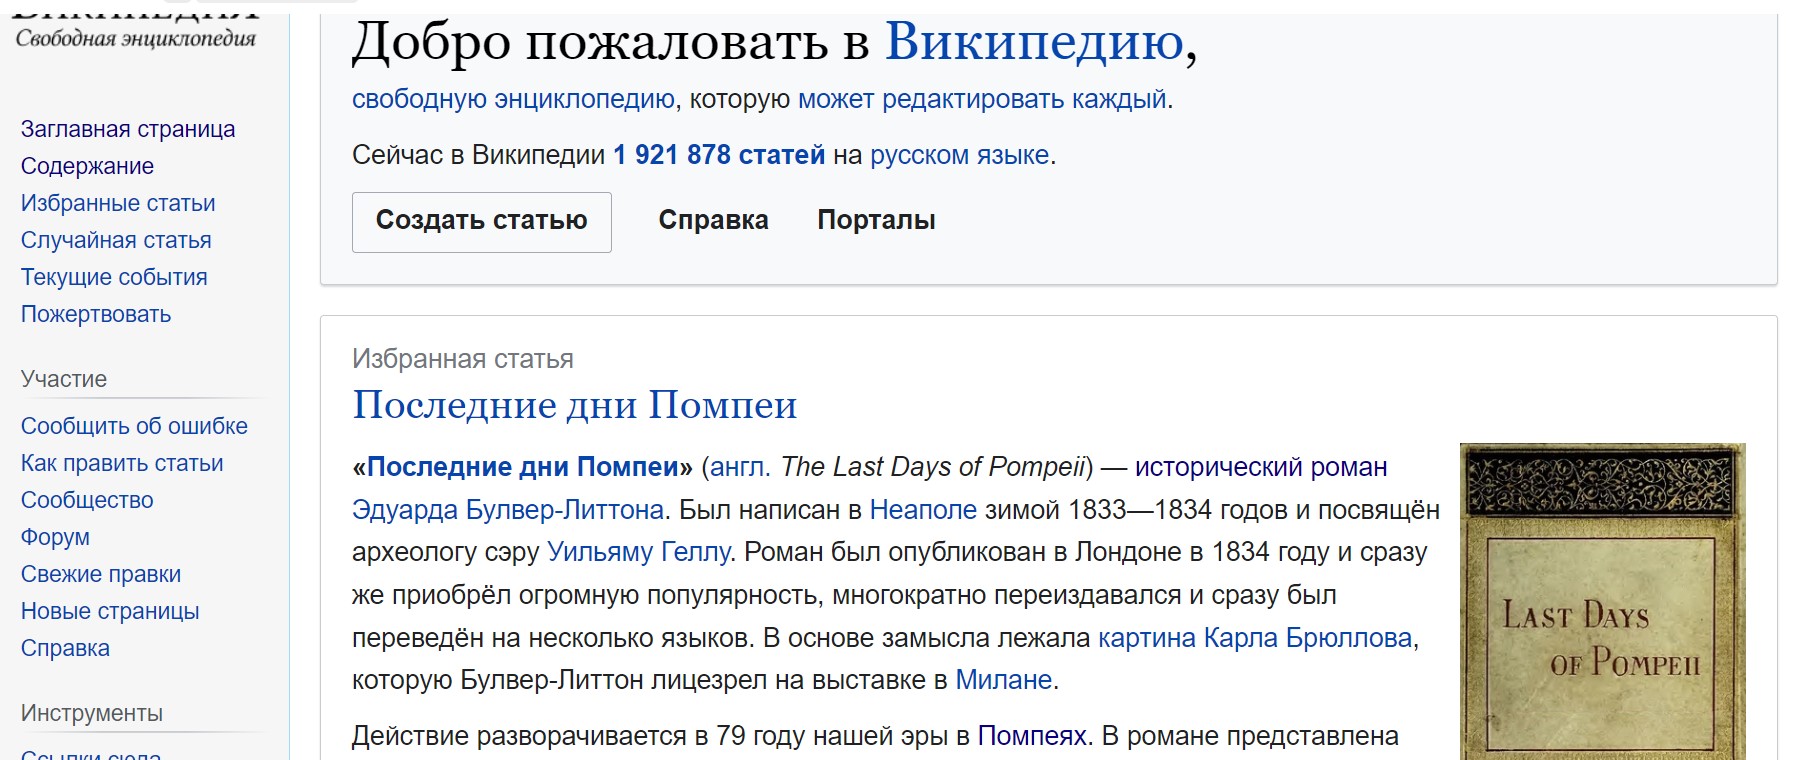 Свободная энциклопедия
Заглавная страница
Содержание
Избранные статьи
Случайная статья
Текущие события
Пожертвовать
Участие
Сообщить об ошибке
Как править статьи
Сообщество
Форум
Свежие правки
Новые страницы
Справка
Инструменты
Ссылки сюда
Добро пожаловать в Википедию,
свободную энциклопедию, которую может редактировать каждый.
Сейчас в Википедии 1 921 878 статей на русском языке.
Создать статью Справка Порталы
Избранная статья
Последние дни Помпеи
«Последние дни Помпеи» (англ. The Last Days of Pompeii) — исторический роман
Эдуарда Булвер-Литтона. Был написан в Неаполе зимой 1833—1834 годов и посвящён
археологу сэру Уильяму Геллу. Роман был опубликован в Лондоне в 1834 году и сразу
же приобрёл огромную популярность, многократно переиздавался и сразу был
переведён на несколько языков. В основе замысла лежала картина Карла Брюллова,
которую Булвер-Литтон лицезрел на выставке в Милане.
Действие разворачивается в 79 году нашей эры в Помпеях. В романе представлена
LAST DAYS
OF POMPEII